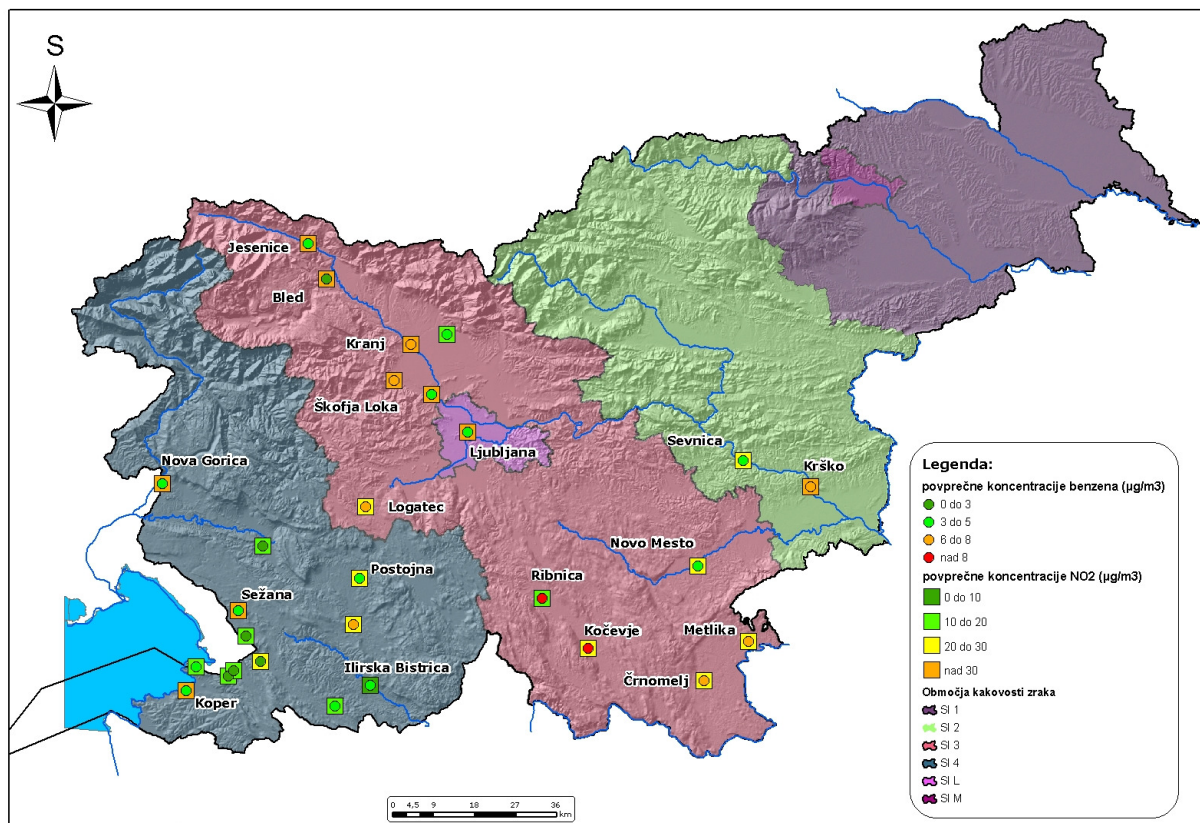 S
Jesenice
Bled
Kranj
Škofja Loka
Ljubljana
Nova Gorica
Logatec
Sevnica
Krško
Novo Mesto
Postojna
Ribnica
Sežana
Kočevje
Metlika
Ilirska Bistrica
Črnomelj
Koper
Legenda:
povprečne koncentracije benzena (µg/m3)
0 do 3
3 do 5
6 do 8
nad 8
povprečne koncentracije NO2 (µg/m3)
0 do 10
10 do 20
20 do 30
nad 30
Območja kakovosti zraka
SI 1
SI 2
SI 3
SI 4
SI L
SI M
0 4,5 9 18 27 36
km